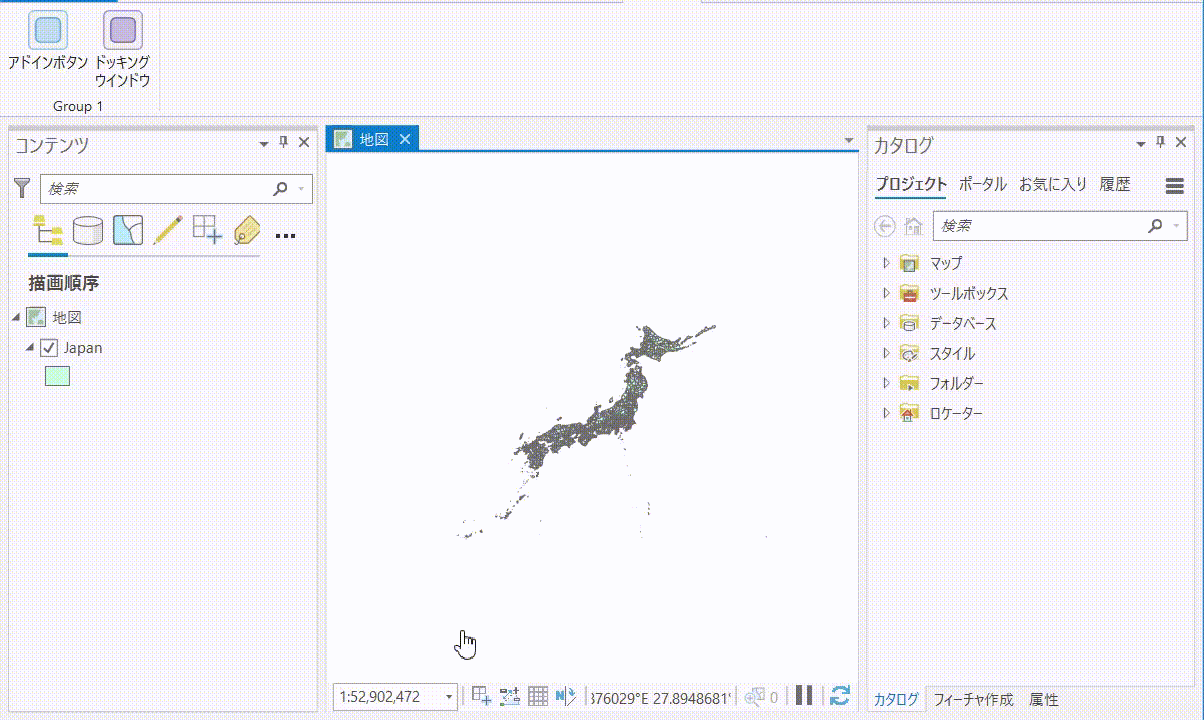 アドインボタン
ドッキング
ウインドウ
Group 1
コンテンツ
検索
描画順序
地図
Japan
地図
1:52,902,472
376029°E 27.8948681°
0
カタログ
プロジェクト ポータル お気に入り 履歴
検索
マップ
ツールボックス
データベース
スタイル
フォルダー
ロケーター
カタログ フィーチャ作成 属性